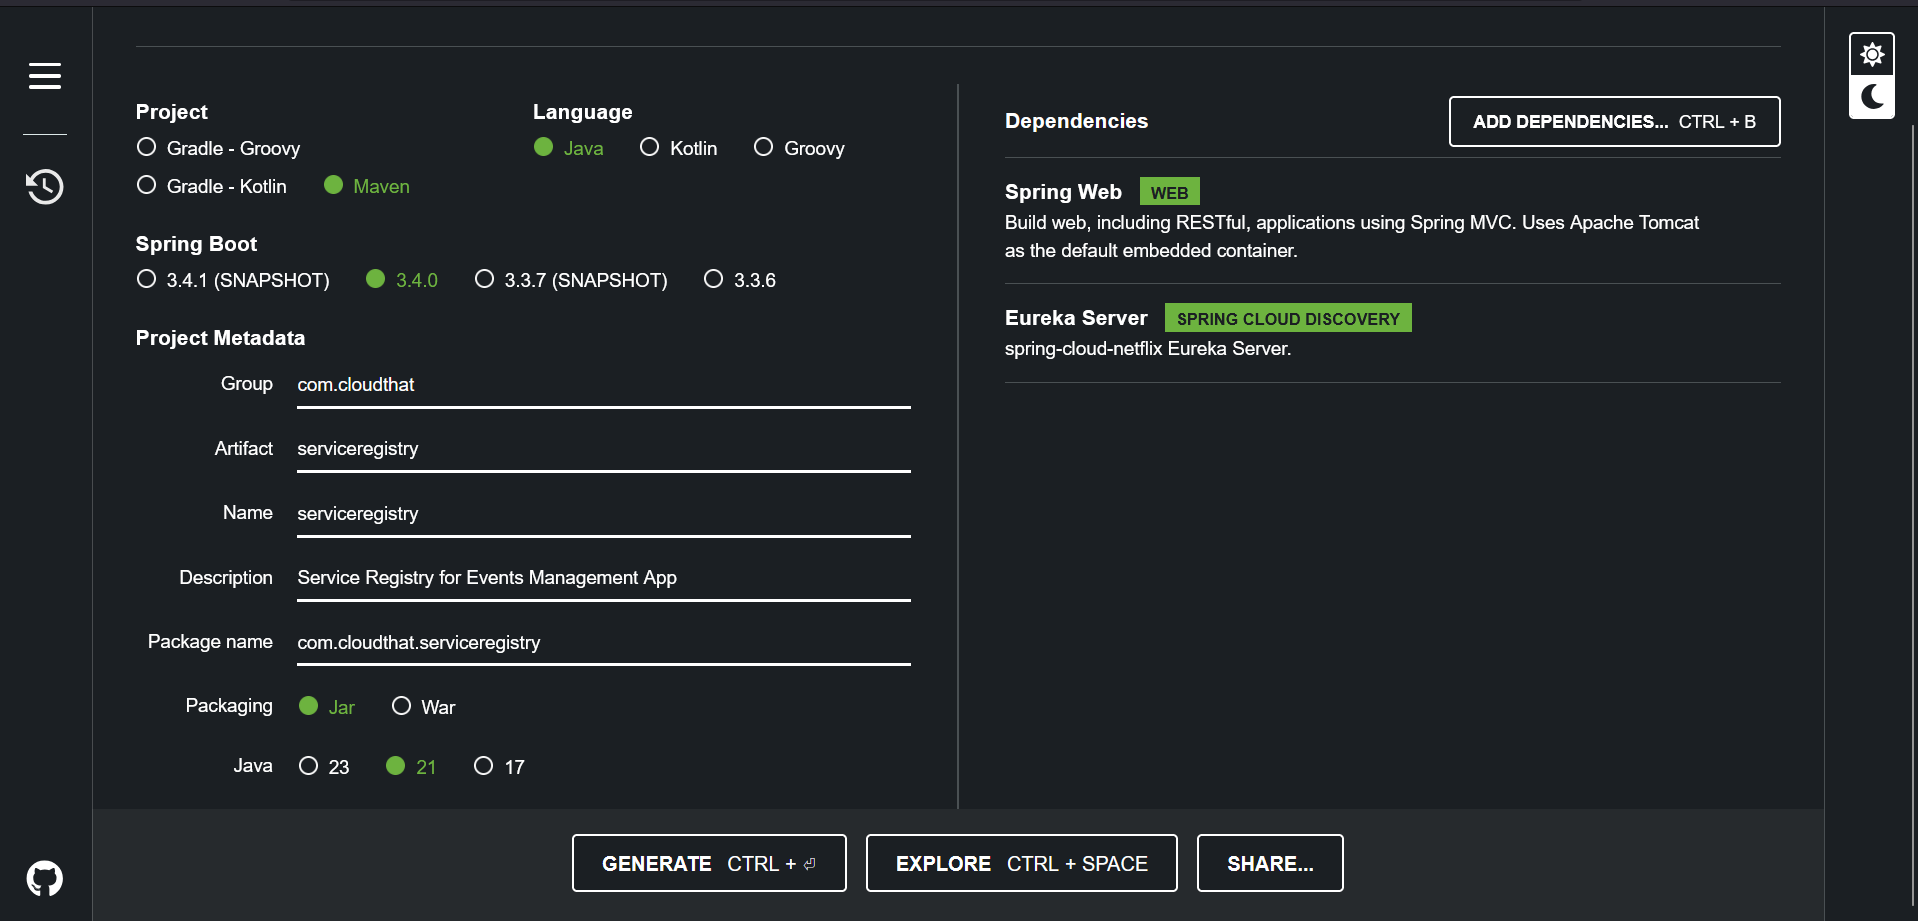 Project
Gradle - Groovy
Gradle - Kotlin Maven
Language
Java Kotlin Groovy
Spring Boot
3.4.1 (SNAPSHOT) 3.4.0 3.3.7 (SNAPSHOT) 3.3.6
Project Metadata
Group com.cloudthat
Artifact serviceregistry
Name serviceregistry
Description Service Registry for Events Management App
Package name com.cloudthat.serviceregistry
Packaging Jar War
Java 23 21 17
Dependencies ADD DEPENDENCIES... CTRL + B
Spring Web WEB
Build web, including RESTful, applications using Spring MVC. Uses Apache Tomcat
as the default embedded container.
Eureka Server SPRING CLOUD DISCOVERY
spring-cloud-netflix Eureka Server.
GENERATE CTRL + ⏎ EXPLORE CTRL + SPACE SHARE...